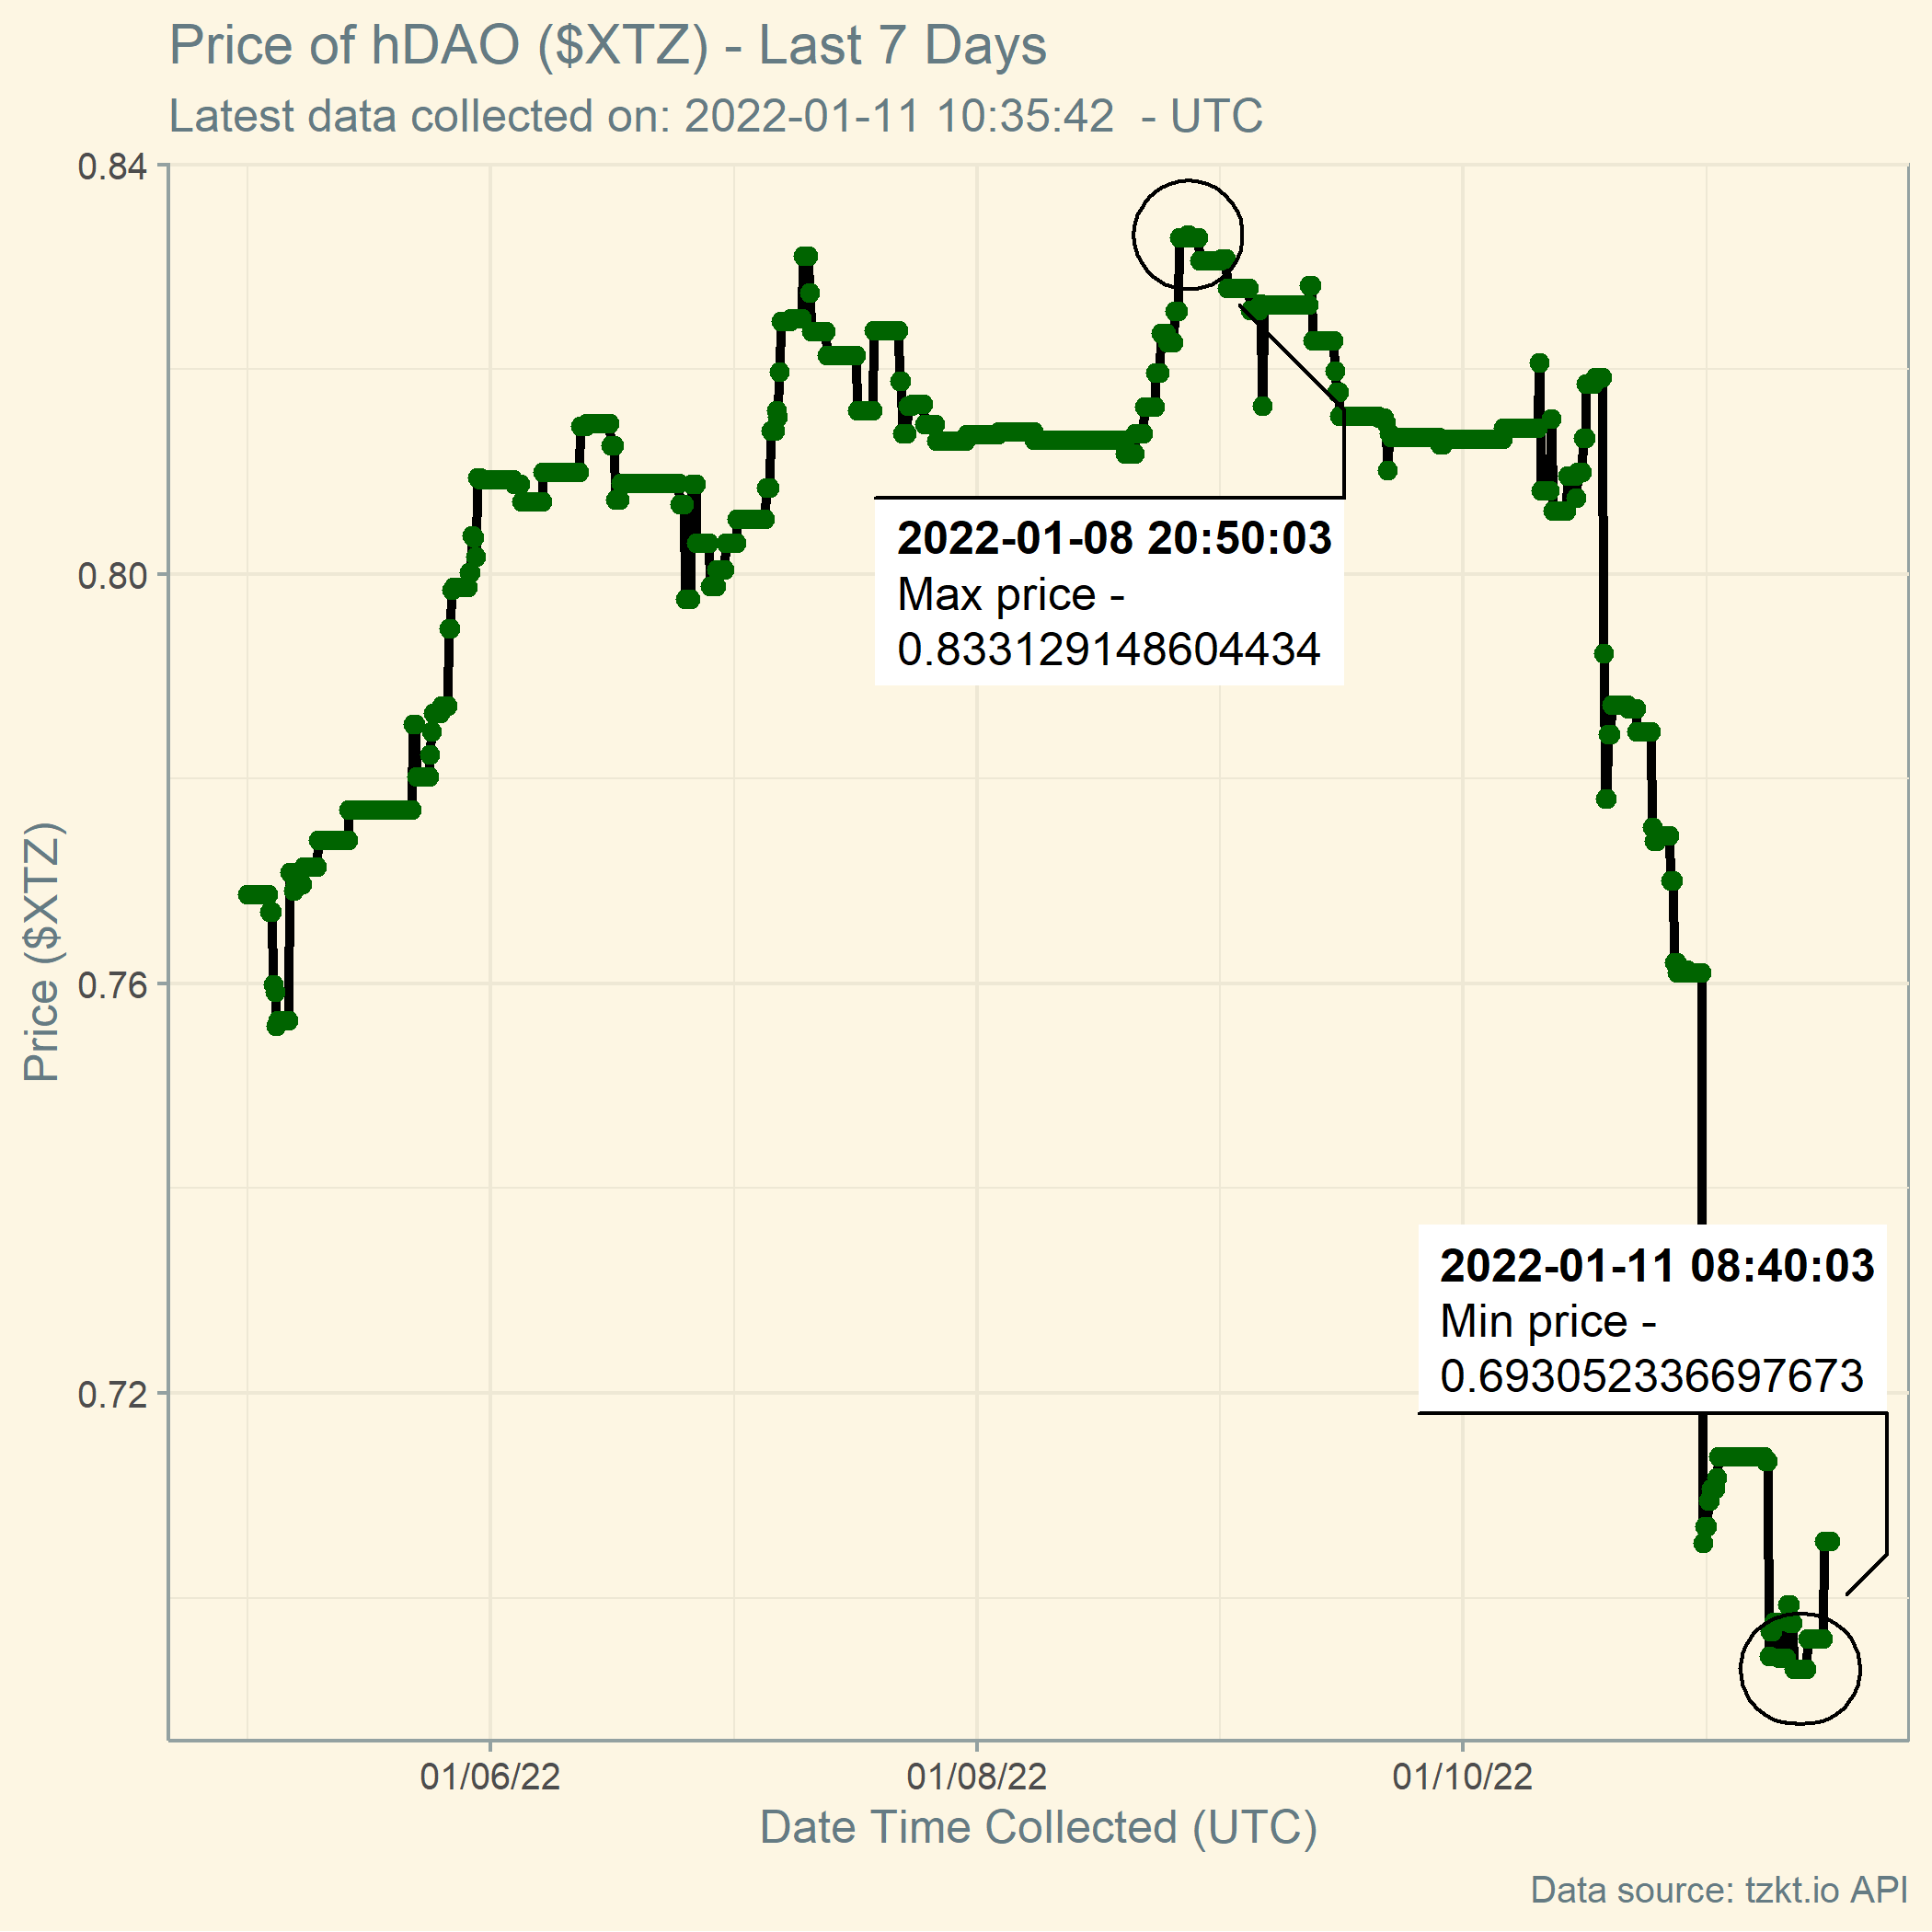 Price of hDAO ($XTZ) - Last 7 Days
Latest data collected on: 2022-01-11 10:35:42  - UTC
0.84
0.80
0.76
0.72
Price ($XTZ)
2022-01-08 20:50:03
Max price -
0.833129148604434
2022-01-11 08:40:03
Min price -
0.693052336697673
01/06/22
01/08/22
01/10/22
Date Time Collected (UTC)
Data source: tzkt.io API